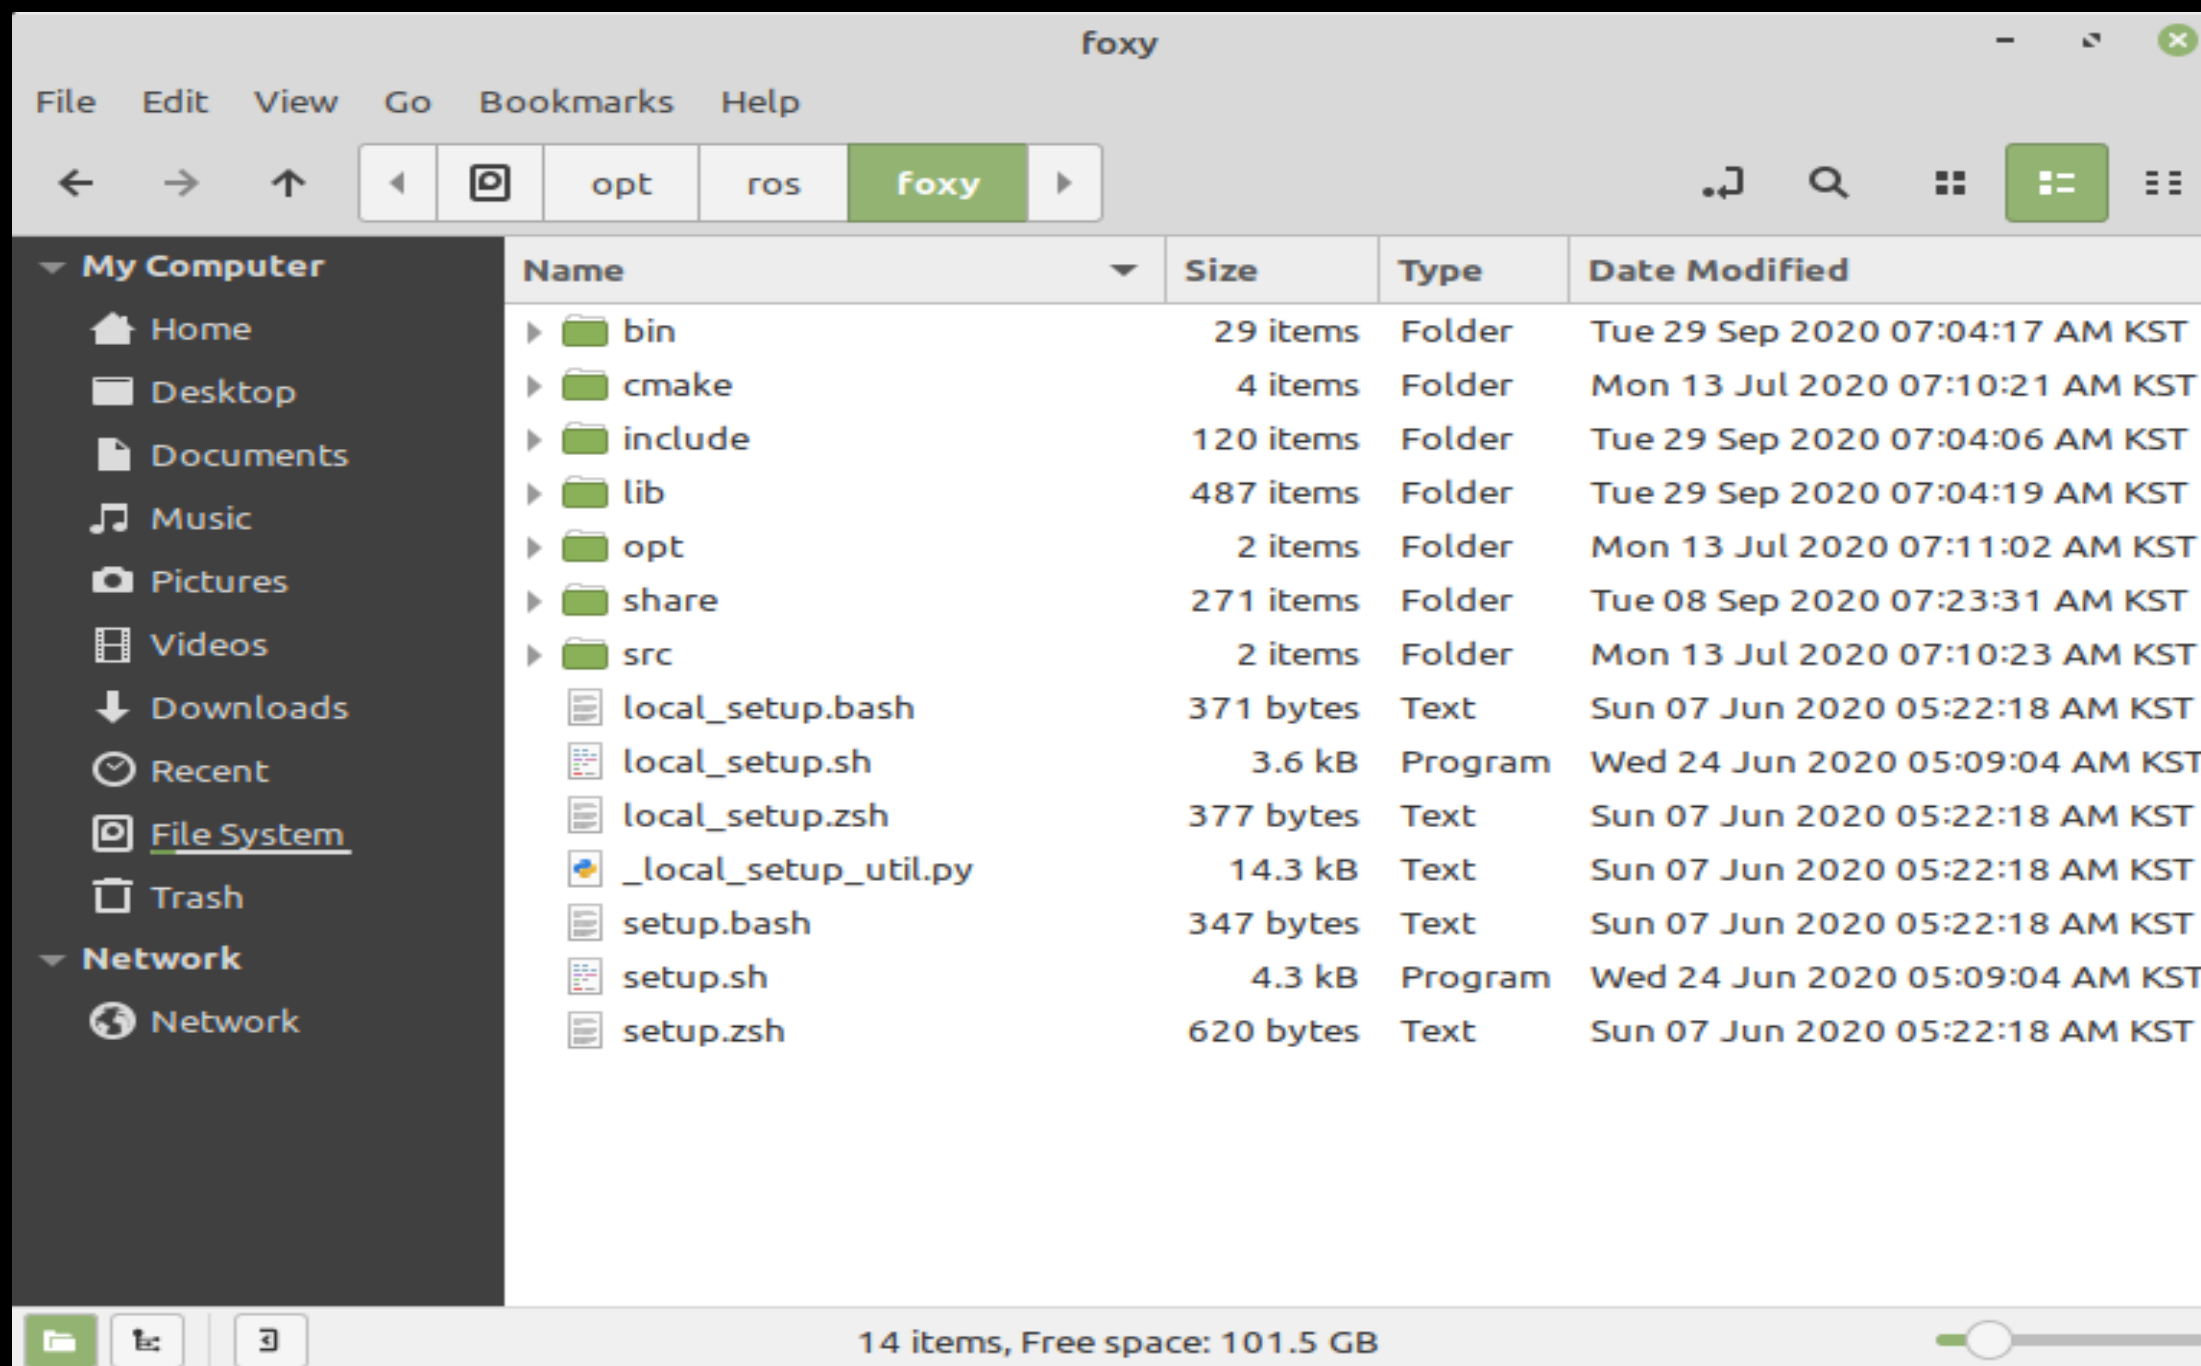 foxy
File Edit View Go Bookmarks Help
opt ros foxy
My Computer
Home
Desktop
Documents
Music
Pictures
Videos
Downloads
Recent
File System
Trash
Network
Network
Name Size Type Date Modified
bin 29 items Folder Tue 29 Sep 2020 07:04:17 AM KST
cmake 4 items Folder Mon 13 Jul 2020 07:10:21 AM KST
include 120 items Folder Tue 29 Sep 2020 07:04:06 AM KST
lib 487 items Folder Tue 29 Sep 2020 07:04:19 AM KST
opt 2 items Folder Mon 13 Jul 2020 07:11:02 AM KST
share 271 items Folder Tue 08 Sep 2020 07:23:31 AM KST
src 2 items Folder Mon 13 Jul 2020 07:10:23 AM KST
local_setup.bash 371 bytes Text Sun 07 Jun 2020 05:22:18 AM KST
local_setup.sh 3.6 kB Program Wed 24 Jun 2020 05:09:04 AM KST
local_setup.zsh 377 bytes Text Sun 07 Jun 2020 05:22:18 AM KST
_local_setup_util.py 14.3 kB Text Sun 07 Jun 2020 05:22:18 AM KST
setup.bash 347 bytes Text Sun 07 Jun 2020 05:22:18 AM KST
setup.sh 4.3 kB Program Wed 24 Jun 2020 05:09:04 AM KST
setup.zsh 620 bytes Text Sun 07 Jun 2020 05:22:18 AM KST
14 items, Free space: 101.5 GB